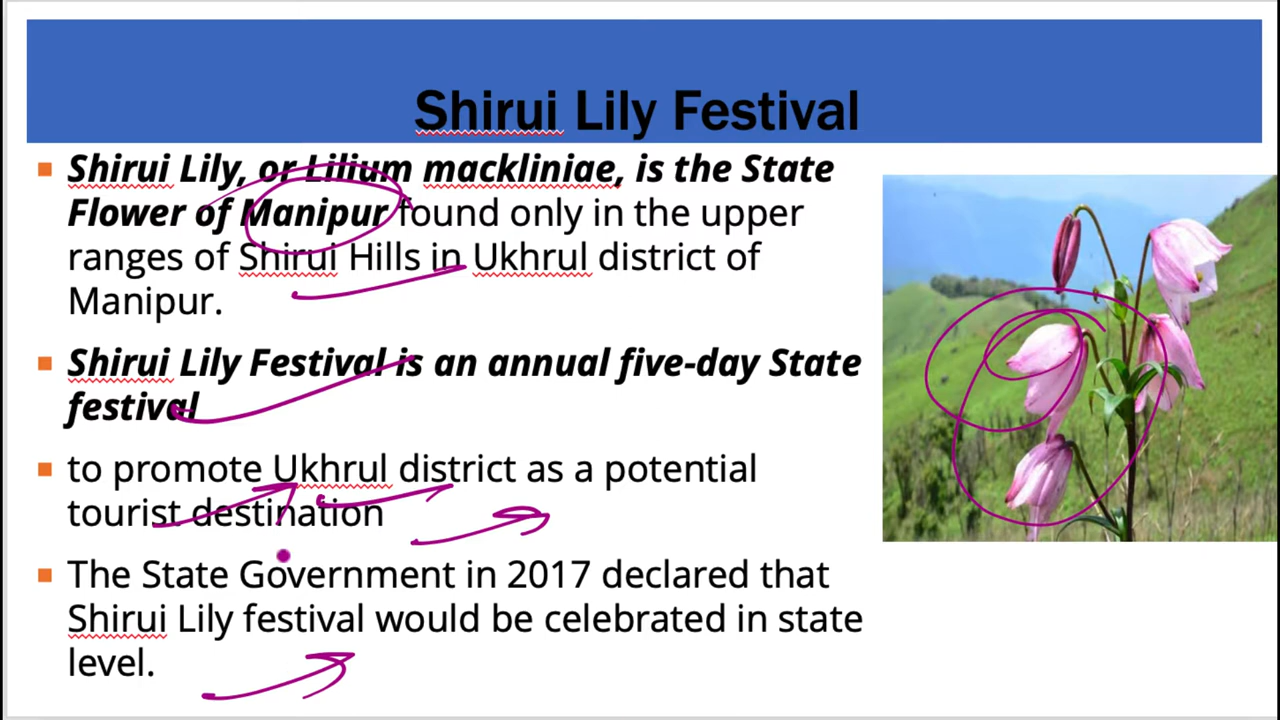 Shirui Lily Festival
Shirui Lily, or Lilium mackliniae, is the State
Flower of Manipur found only in the upper
ranges of Shirui Hills in Ukhrul district of
Manipur.
Shirui Lily Festival is an annual five-day State
festival
to promote Ukhrul district as a potential
tourist destination
The State Government in 2017 declared that
Shirui Lily festival would be celebrated in state
level.